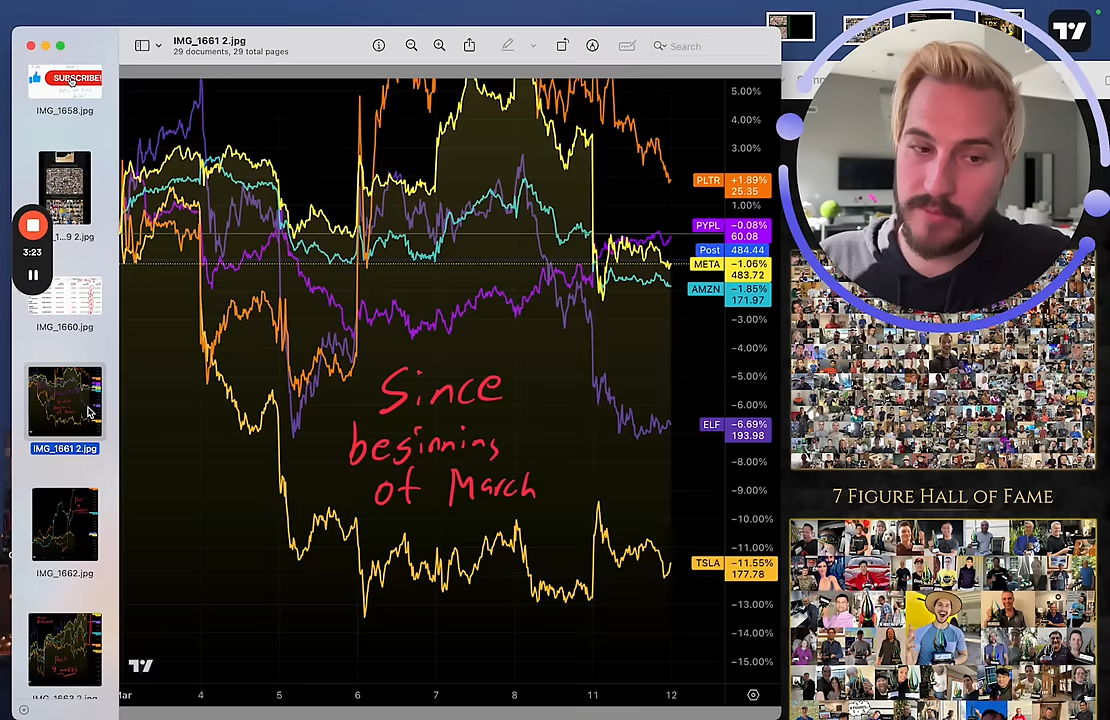 IMG_1661 2.jpg
29 documents, 29 total pages
Search
SUBSCRIBE!
IMG_1658.jpg
2.jpg
3:23
IMG_1660.jpg
IMG_1661 2.jpg
IMG_1662.jpg
IMG_1663 2.jpg
5.00%
4.00%
3.00%
PLTR +1.89%
25.35
1.00%
PYPL −0.08%
60.08
Post 484.44
META −1.06%
483.72
AMZN −1.85%
171.97
−3.00%
−4.00%
−5.00%
−6.00%
ELF −6.69%
193.98
−8.00%
−9.00%
−10.00%
−11.00%
TSLA −11.55%
177.78
−13.00%
−14.00%
−15.00%
Since
beginning
of March
Mar 4 5 6 7 8 11 12
7 Figure Hall of Fame